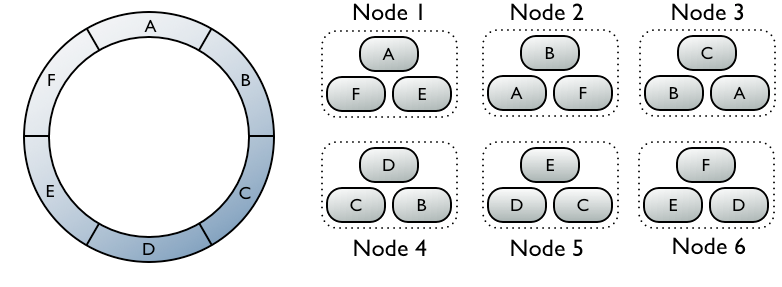 A
B
C
D
E
F
Node 1
A
F E
Node 2
B
A F
Node 3
C
B A
D
C B
Node 4
E
D C
Node 5
F
E D
Node 6